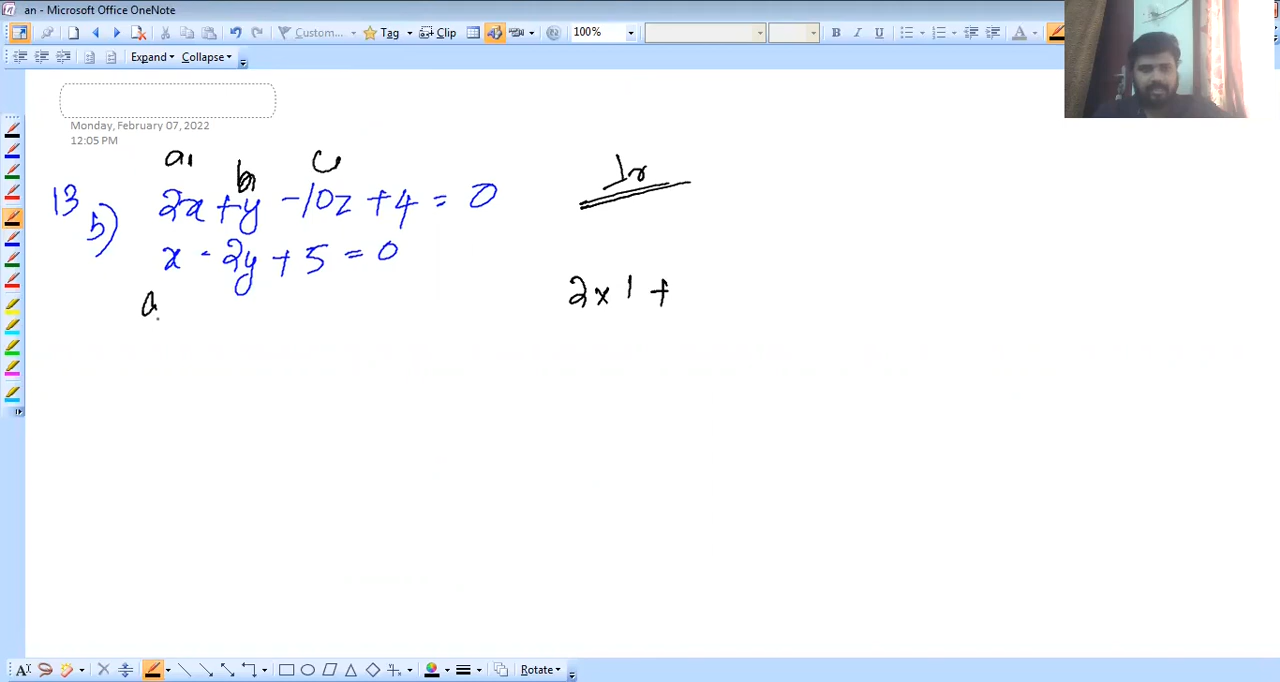 an - Microsoft Office OneNote
Custom... Tag Clip 100% B I U A
Expand Collapse
Monday, February 07, 2022
12:05 PM
a1 b1 c1
13 b) 2x + y - 10z + 4 = 0
x - 2y + 5 = 0
a
2 x 1 +
A Rotate